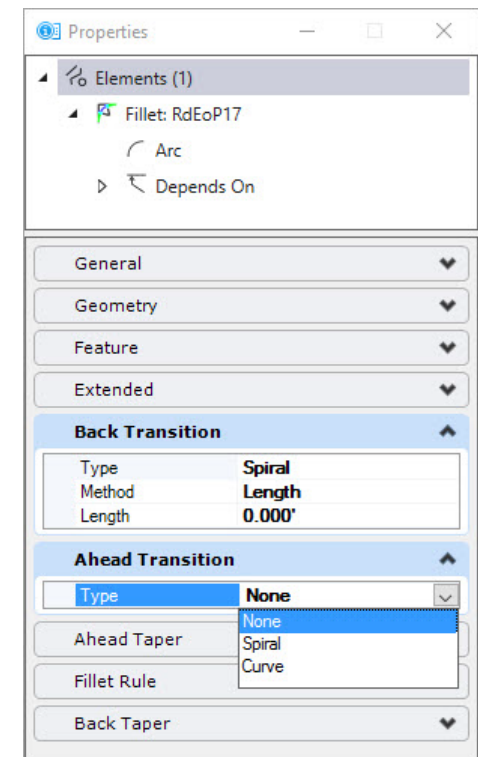 Properties
Elements (1)
Fillet: RdEoP17
Arc
Depends On
General
Geometry
Feature
Extended
Back Transition
Type Spiral
Method Length
Length 0.000'
Ahead Transition
Type None
None
Ahead Taper Spiral
Curve
Fillet Rule
Back Taper